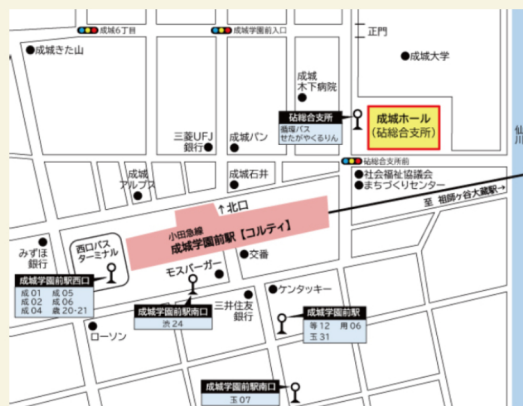 成城6丁目
成城学園前入口
正門
成城きた山
成城大学
成城
木下病院
砧総合支所
循環バス
せたがやくるりん
成城ホール
(砧総合支所)
仙川
三菱UFJ
銀行
成城パン
砧総合支所前
成城
アルプス
成城石井
社会福祉協議会
まちづくりセンター
至 祖師ヶ谷大蔵駅→
↑北口
小田急線
成城学園前駅【コルティ】
みずほ
銀行
西口バス
ターミナル
交番
モスバーガー
成城学園前駅西口
成01 成05
成02 成06
成04 歳20-21
ケンタッキー
三井住友
銀行
成城学園前駅南口
渋24
成城学園前駅
等12 用06
玉31
ローソン
成城学園前駅南口
玉07